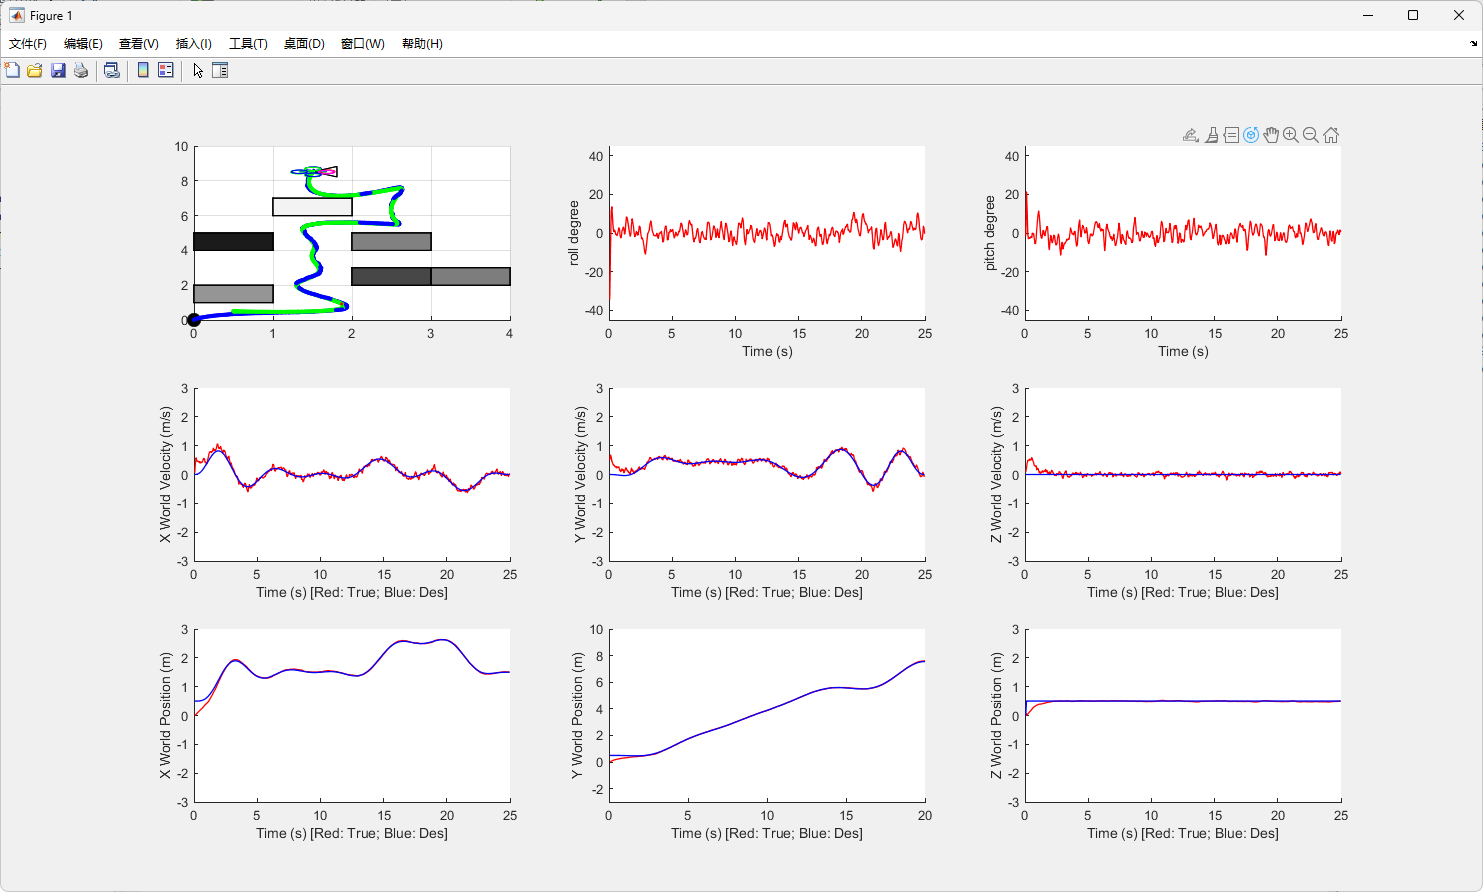 Figure 1
文件(F) 编辑(E) 查看(V) 插入(I) 工具(T) 桌面(D) 窗口(W) 帮助(H)
10
8
6
4
2
0
0 1 2 3 4
roll degree
40
20
0
-20
-40
0 5 10 15 20 25
Time (s)
pitch degree
40
20
0
-20
-40
0 5 10 15 20 25
Time (s)
X World Velocity (m/s)
3
2
1
0
-1
-2
-3
0 5 10 15 20 25
Time (s) [Red: True; Blue: Des]
Y World Velocity (m/s)
3
2
1
0
-1
-2
-3
0 5 10 15 20 25
Time (s) [Red: True; Blue: Des]
Z World Velocity (m/s)
3
2
1
0
-1
-2
-3
0 5 10 15 20 25
Time (s) [Red: True; Blue: Des]
X World Position (m)
3
2
1
0
-1
-2
-3
0 5 10 15 20 25
Time (s) [Red: True; Blue: Des]
Y World Position (m)
10
8
6
4
2
0
-2
0 5 10 15 20
Time (s) [Red: True; Blue: Des]
Z World Position (m)
3
2
1
0
-1
-2
-3
0 5 10 15 20 25
Time (s) [Red: True; Blue: Des]